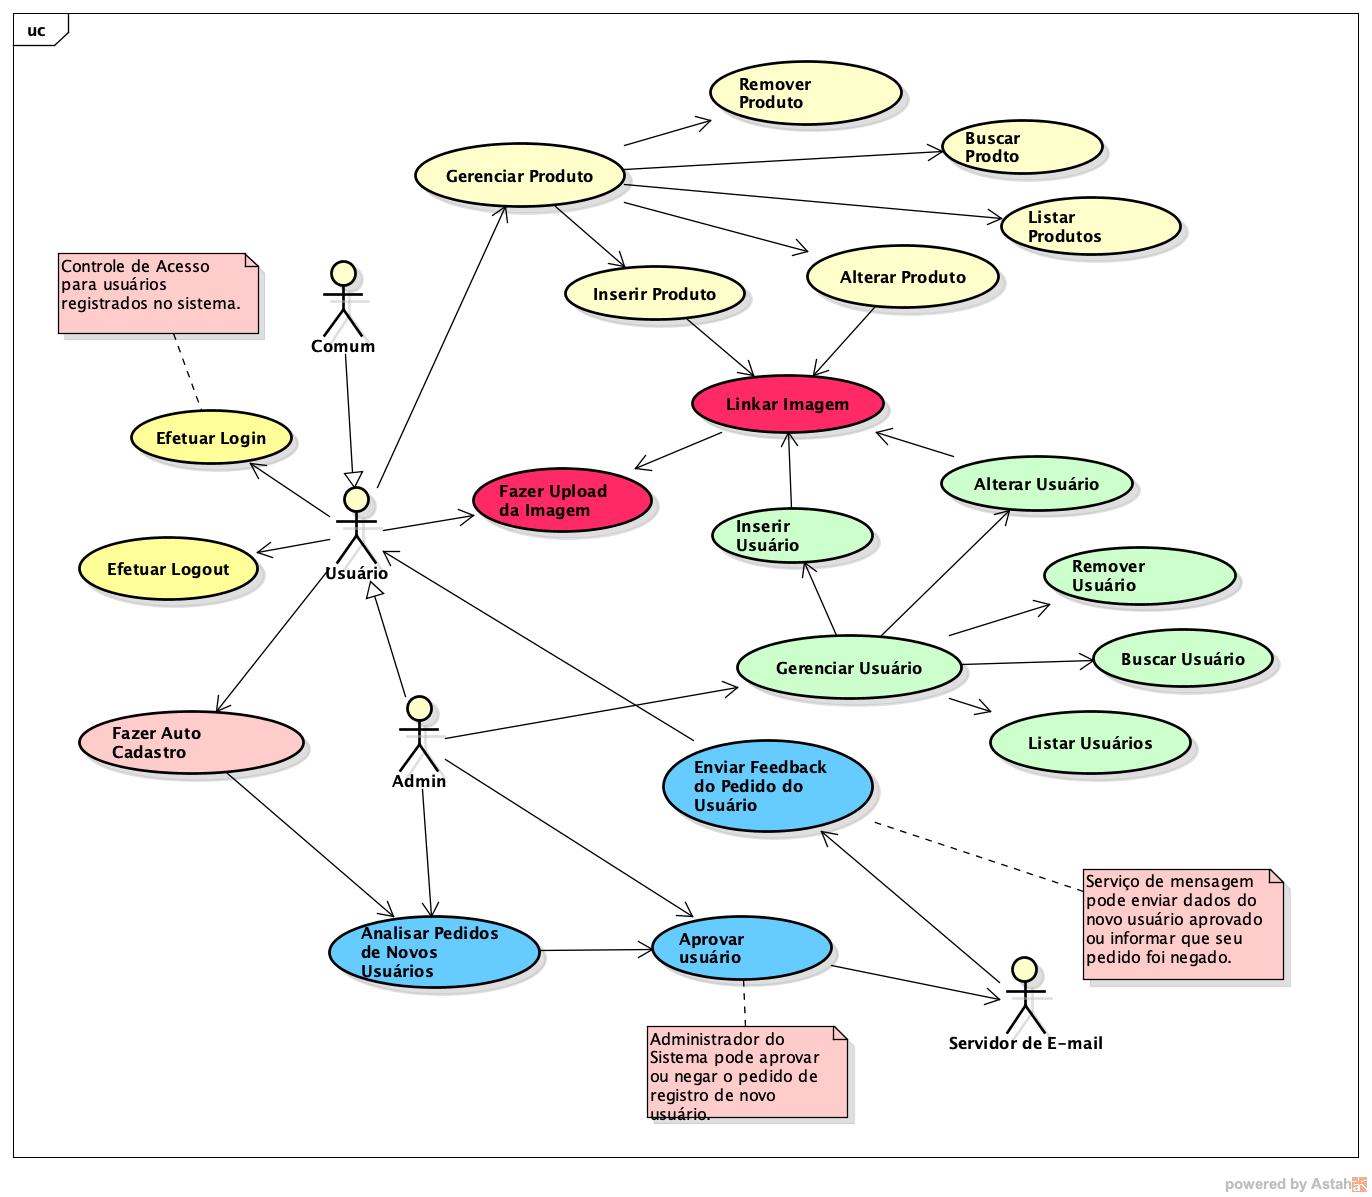 uc
Remover
Produto
Buscar
Prodto
Gerenciar Produto
Listar
Produtos
Controle de Acesso
para usuários
registrados no sistema.
Alterar Produto
Inserir Produto
Comum
Linkar Imagem
Efetuar Login
Fazer Upload
da Imagem
Alterar Usuário
Inserir
Usuário
Efetuar Logout
Usuário
Remover
Usuário
Gerenciar Usuário
Buscar Usuário
Fazer Auto
Cadastro
Admin
Listar Usuários
Enviar Feedback
do Pedido do
Usuário
Serviço de mensagem
pode enviar dados do
novo usuário aprovado
ou informar que seu
pedido foi negado.
Analisar Pedidos
de Novos
Usuários
Aprovar
usuário
Servidor de E-mail
Administrador do
Sistema pode aprovar
ou negar o pedido de
registro de novo
usuário.
powered by Astah